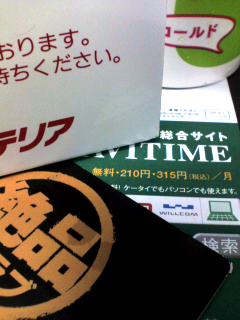 おります。
待ちください。
テリア
コールド
総合サイト
VITIME
無料・210円・315円(税込)/月
ケータイでもパソコンでも使えます。
WILLCOM
検索
絶品